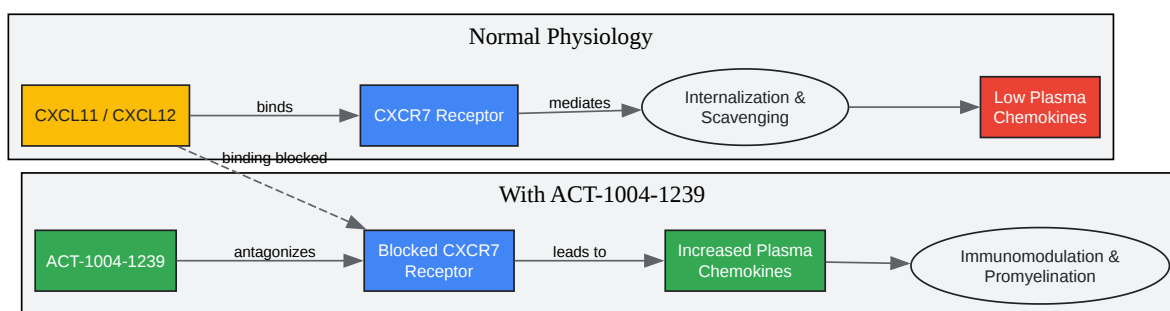 Normal Physiology
CXCL11 / CXCL12
binds
CXCR7 Receptor
mediates
Internalization &
Scavenging
Low Plasma
Chemokines
binding blocked
With ACT-1004-1239
ACT-1004-1239
antagonizes
Blocked CXCR7
Receptor
leads to
Increased Plasma
Chemokines
Immunomodulation &
Promyelination